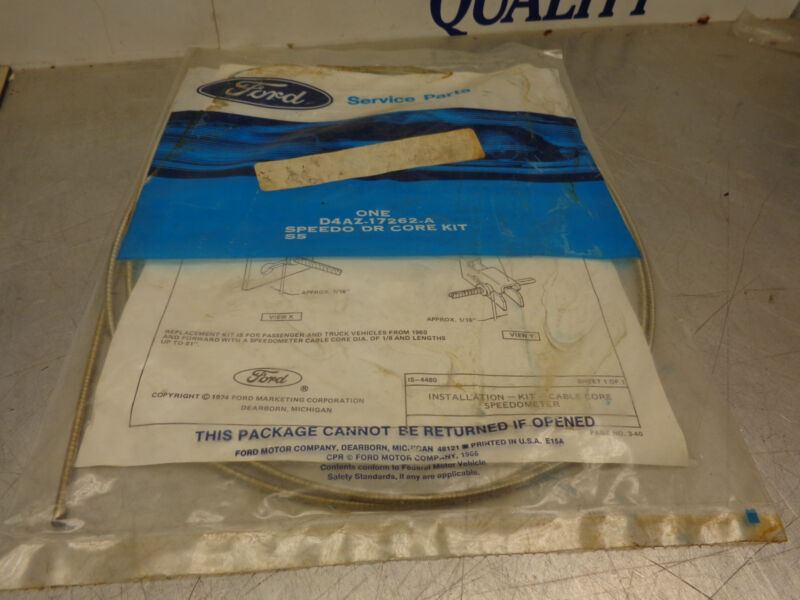 QUALITY
Ford Service Parts
ONE
D4AZ-17262-A
SPEEDO DR CORE KIT
SS
APPROX. 1/16"
VIEW X
APPROX. 1/16"
VIEW Y
REPLACEMENT KIT IS FOR PASSENGER AND TRUCK VEHICLES FROM 1960
AND FORWARD WITH A SPEEDOMETER CABLE CORE DIA. OF 1/8 AND LENGTHS
UP TO 81".
Ford ®
COPYRIGHT © 1974 FORD MARKETING CORPORATION
DEARBORN, MICHIGAN
IS-4480 SHEET 1 OF 1
INSTALLATION – KIT – CABLE CORE
SPEEDOMETER
PAGE NO. 3-40
THIS PACKAGE CANNOT BE RETURNED IF OPENED
FORD MOTOR COMPANY, DEARBORN, MICHIGAN 48121 ■ PRINTED IN U.S.A. E15A
CPR © FORD MOTOR COMPANY, 1966
Contents conform to Federal Motor Vehicle
Safety Standards, if any are applicable.